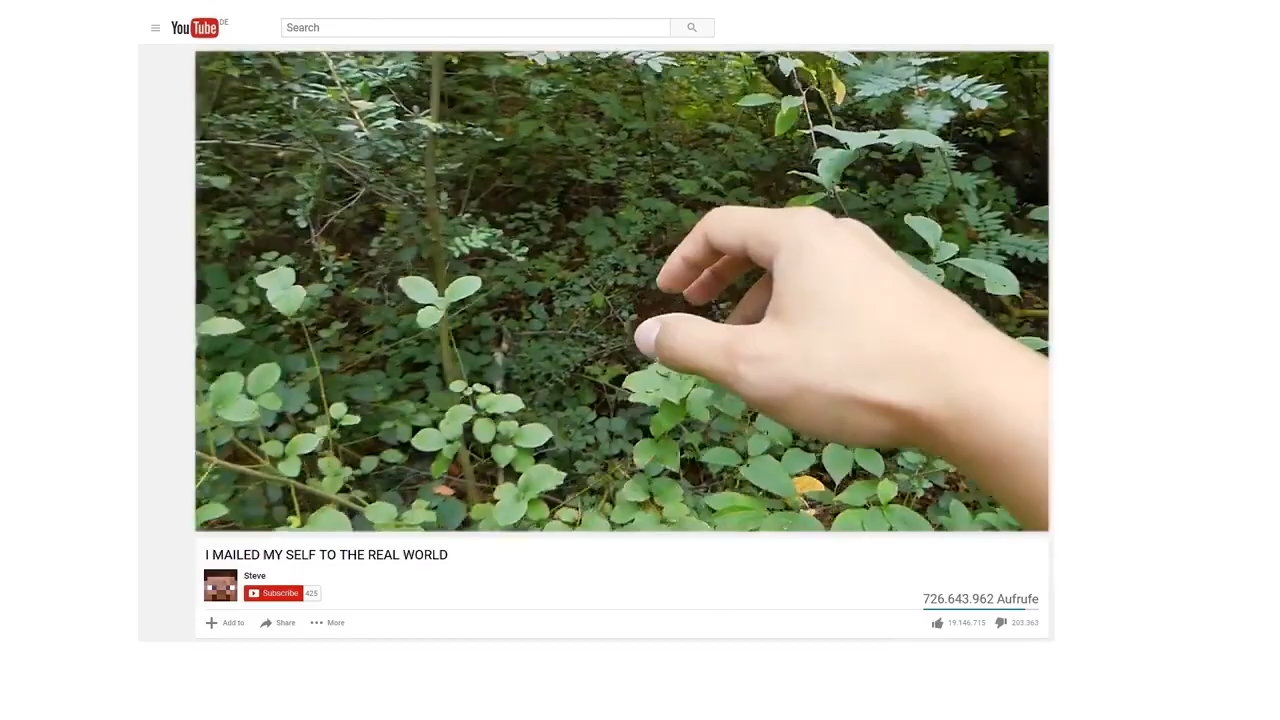 YouTube DE
Search
I MAILED MY SELF TO THE REAL WORLD
Steve
Subscribe 425
726.643.962 Aufrufe
Add to Share More 19.146.715 203.363